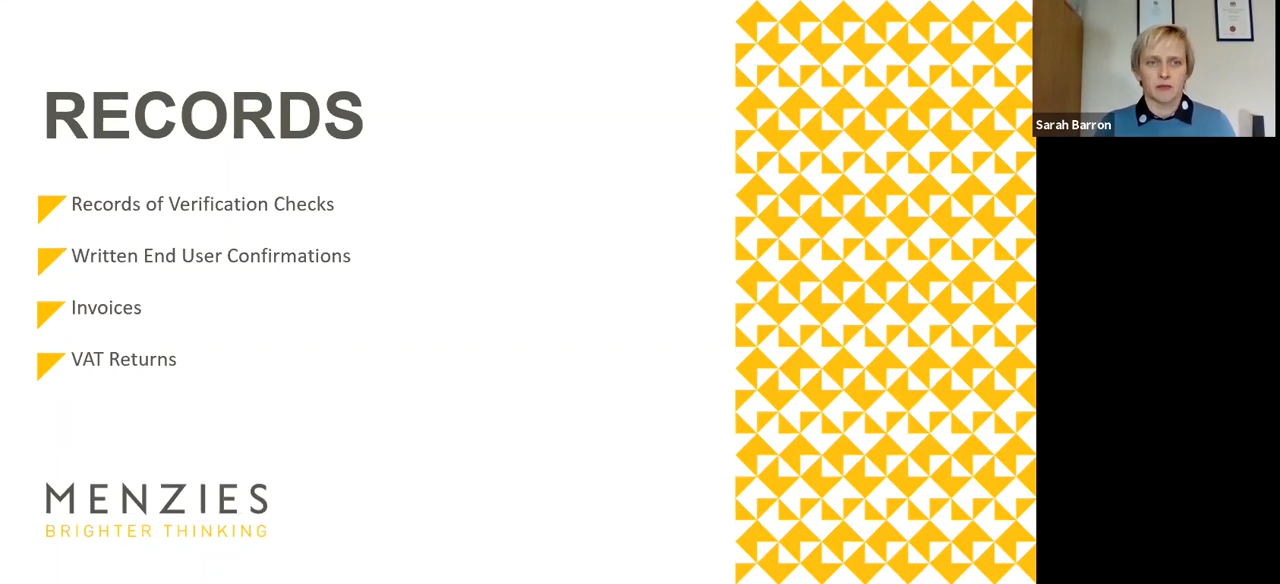 RECORDS
Records of Verification Checks
Written End User Confirmations
Invoices
VAT Returns
MENZIES
BRIGHTER THINKING
Sarah Barron